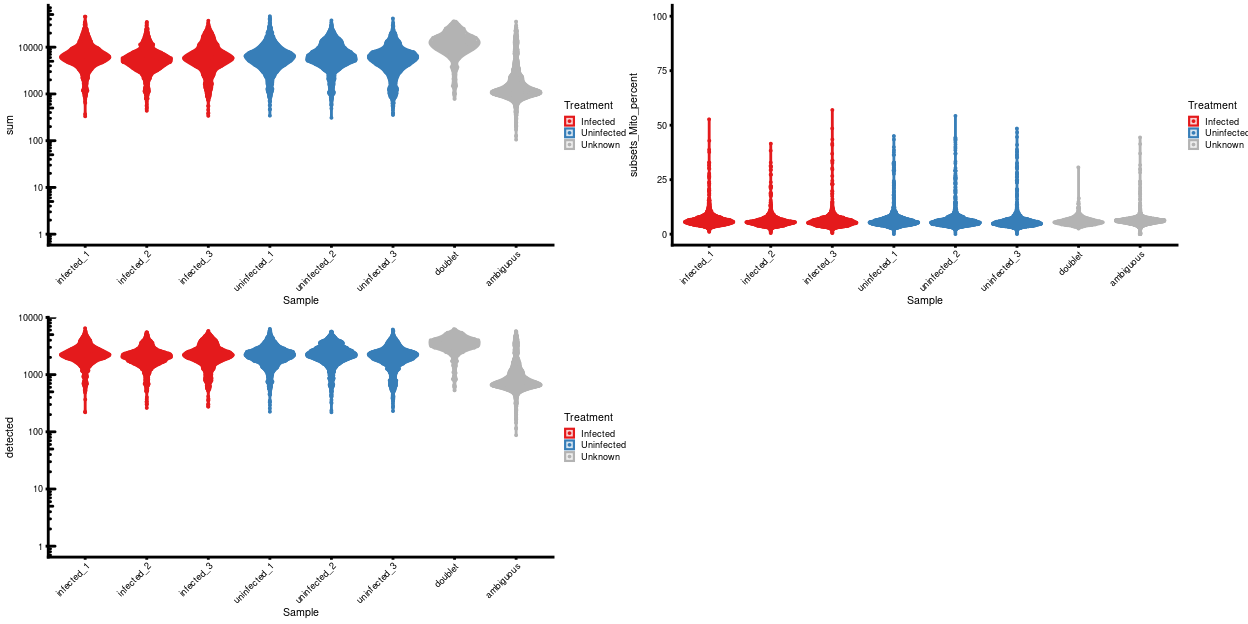 10000
1000
100
10
1
sum
infected_1
infected_2
infected_3
uninfected_1
uninfected_2
uninfected_3
doublet
ambiguous
Sample
Treatment
Infected
Uninfected
Unknown
100
75
50
25
0
subsets_Mito_percent
infected_1
infected_2
infected_3
uninfected_1
uninfected_2
uninfected_3
doublet
ambiguous
Sample
Treatment
Infected
Uninfected
Unknown
10000
1000
100
10
1
detected
infected_1
infected_2
infected_3
uninfected_1
uninfected_2
uninfected_3
doublet
ambiguous
Sample
Treatment
Infected
Uninfected
Unknown